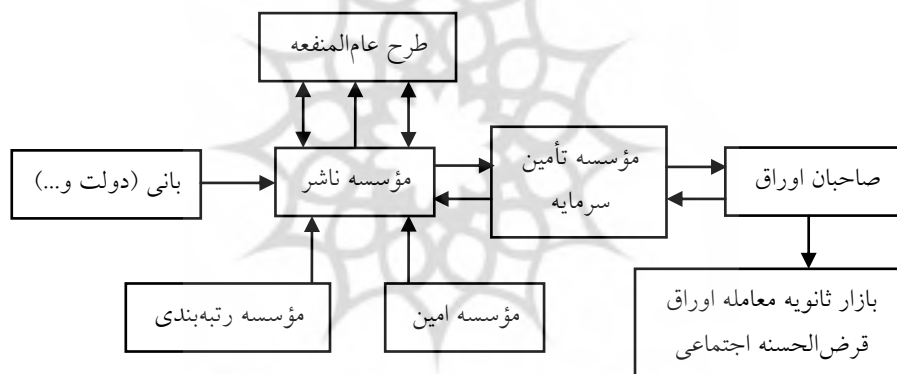 طرح عام‌المنفعه
بانی (دولت و...)
مؤسسه ناشر
مؤسسه تأمین
سرمایه
صاحبان اوراق
مؤسسه رتبه‌بندی
مؤسسه امین
بازار ثانویه معامله اوراق
قرض‌الحسنه اجتماعی